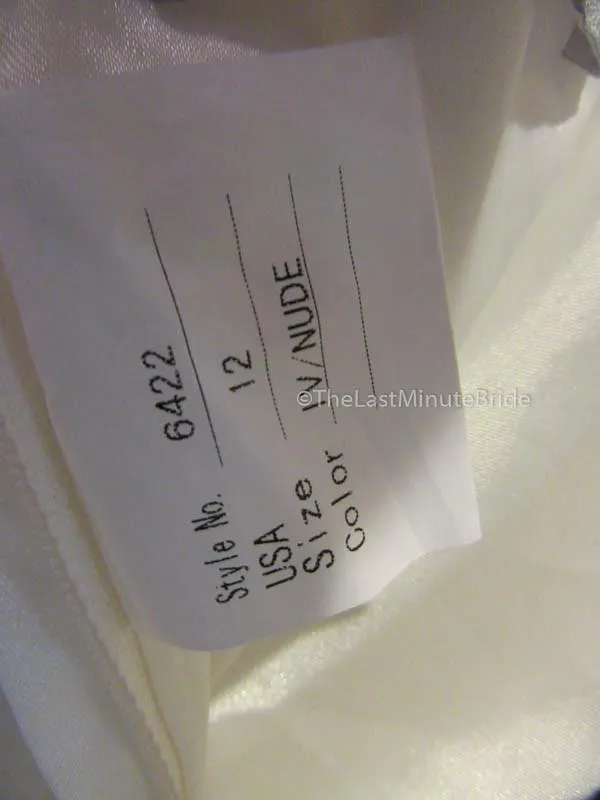 Style No. 6422
USA 12
Size IV/NUDE
Color
©TheLastMinuteBride